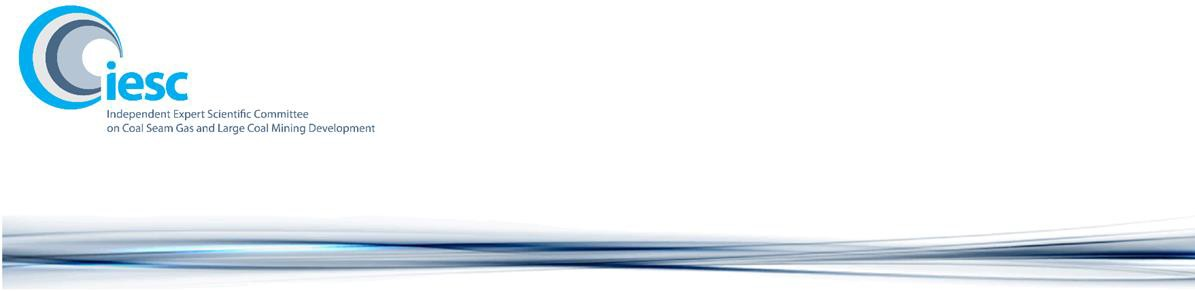 iesc
Independent Expert Scientific Committee
on Coal Seam Gas and Large Coal Mining Development